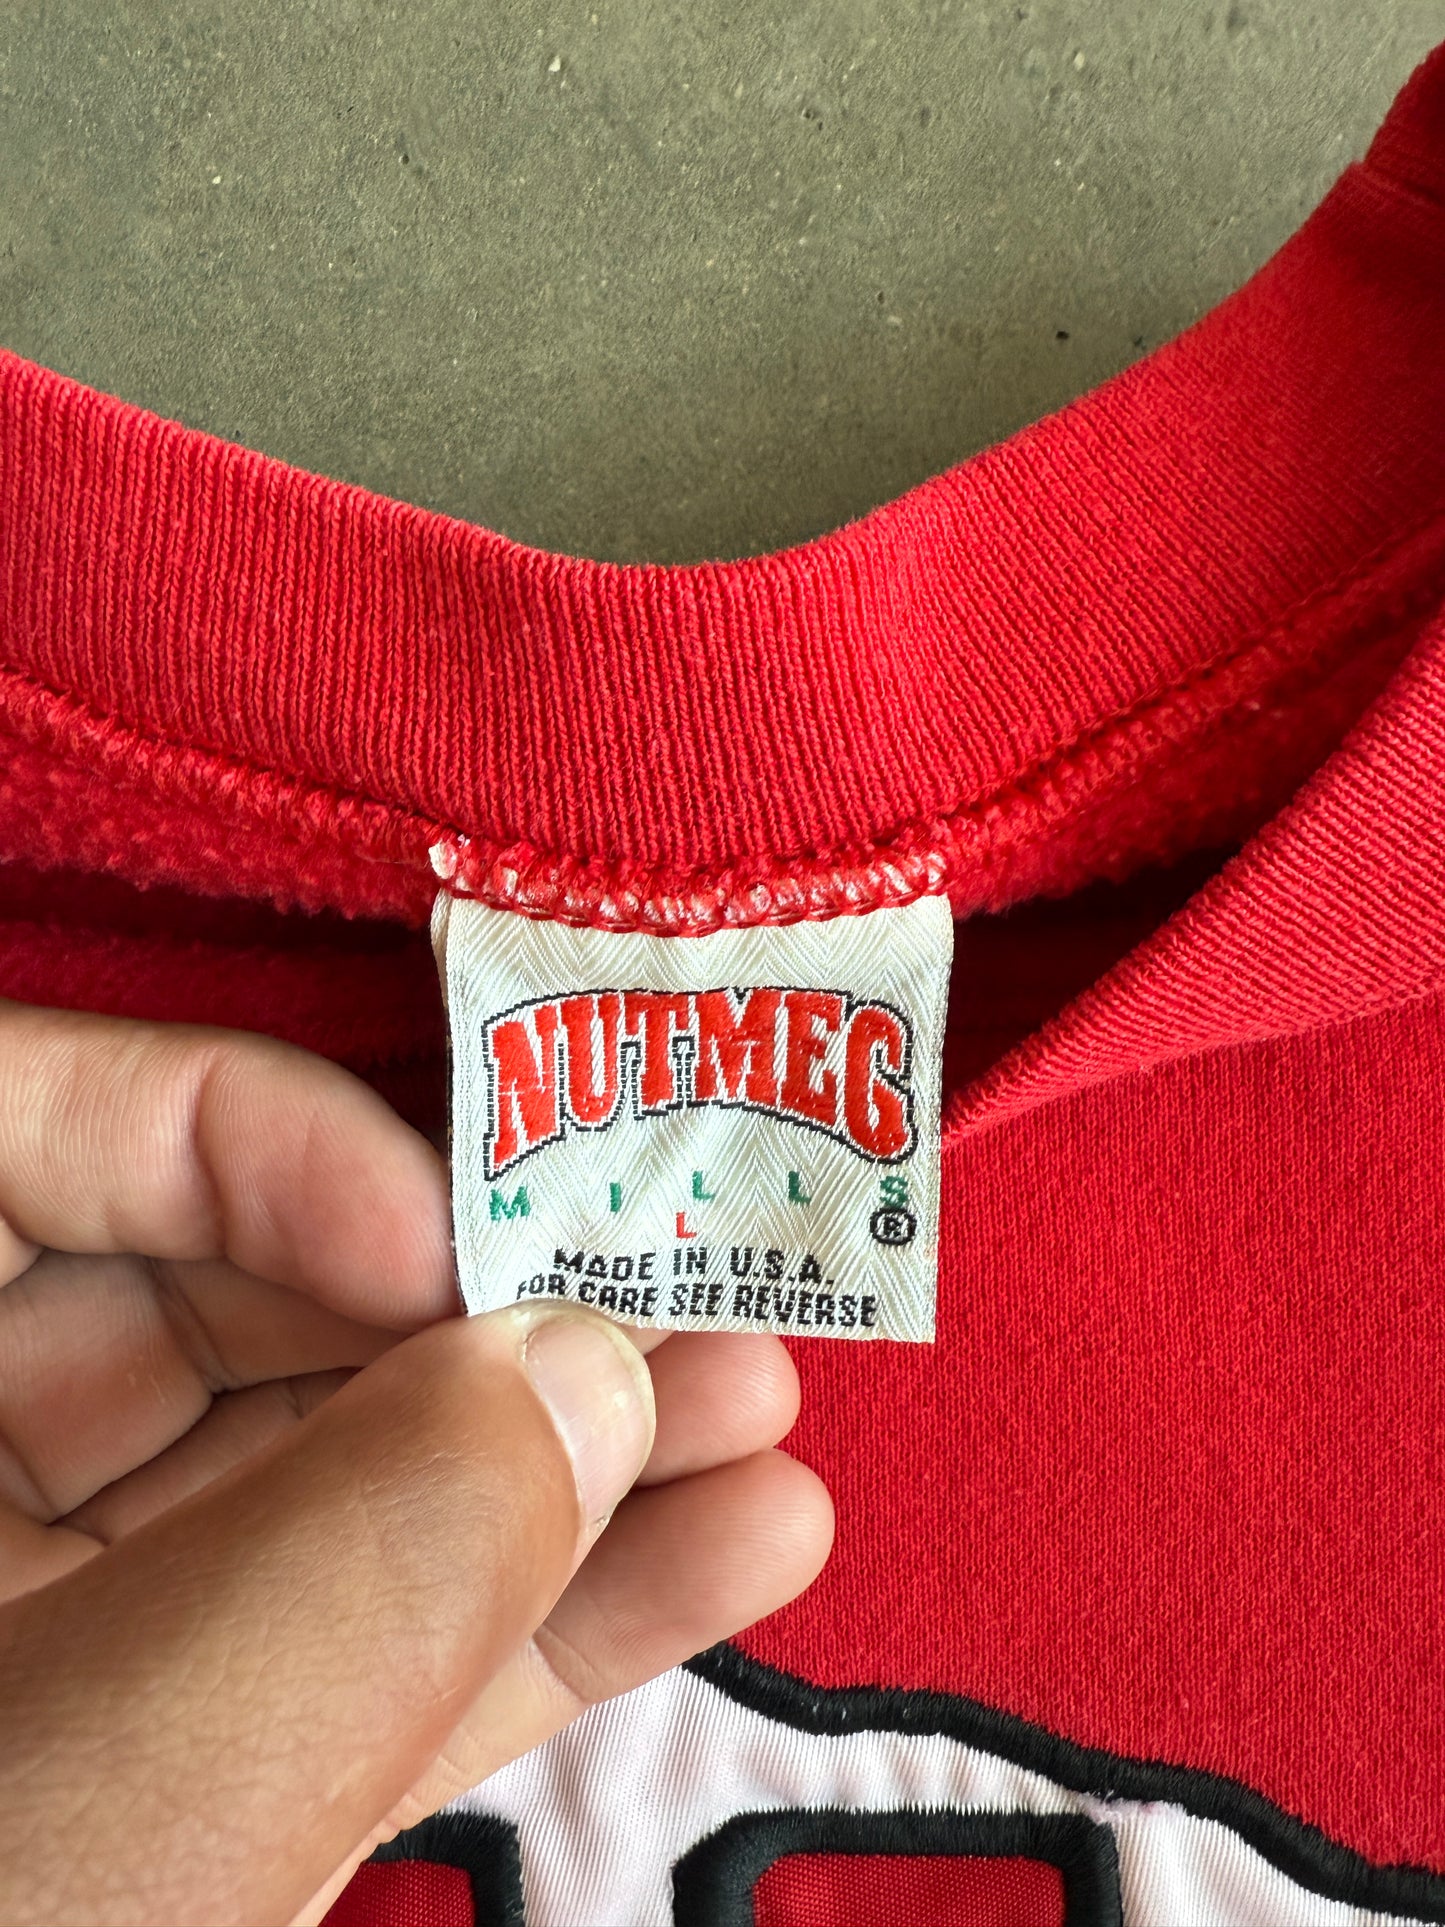 NUTMEG
MILLS®
L
MADE IN U.S.A.
FOR CARE SEE REVERSE